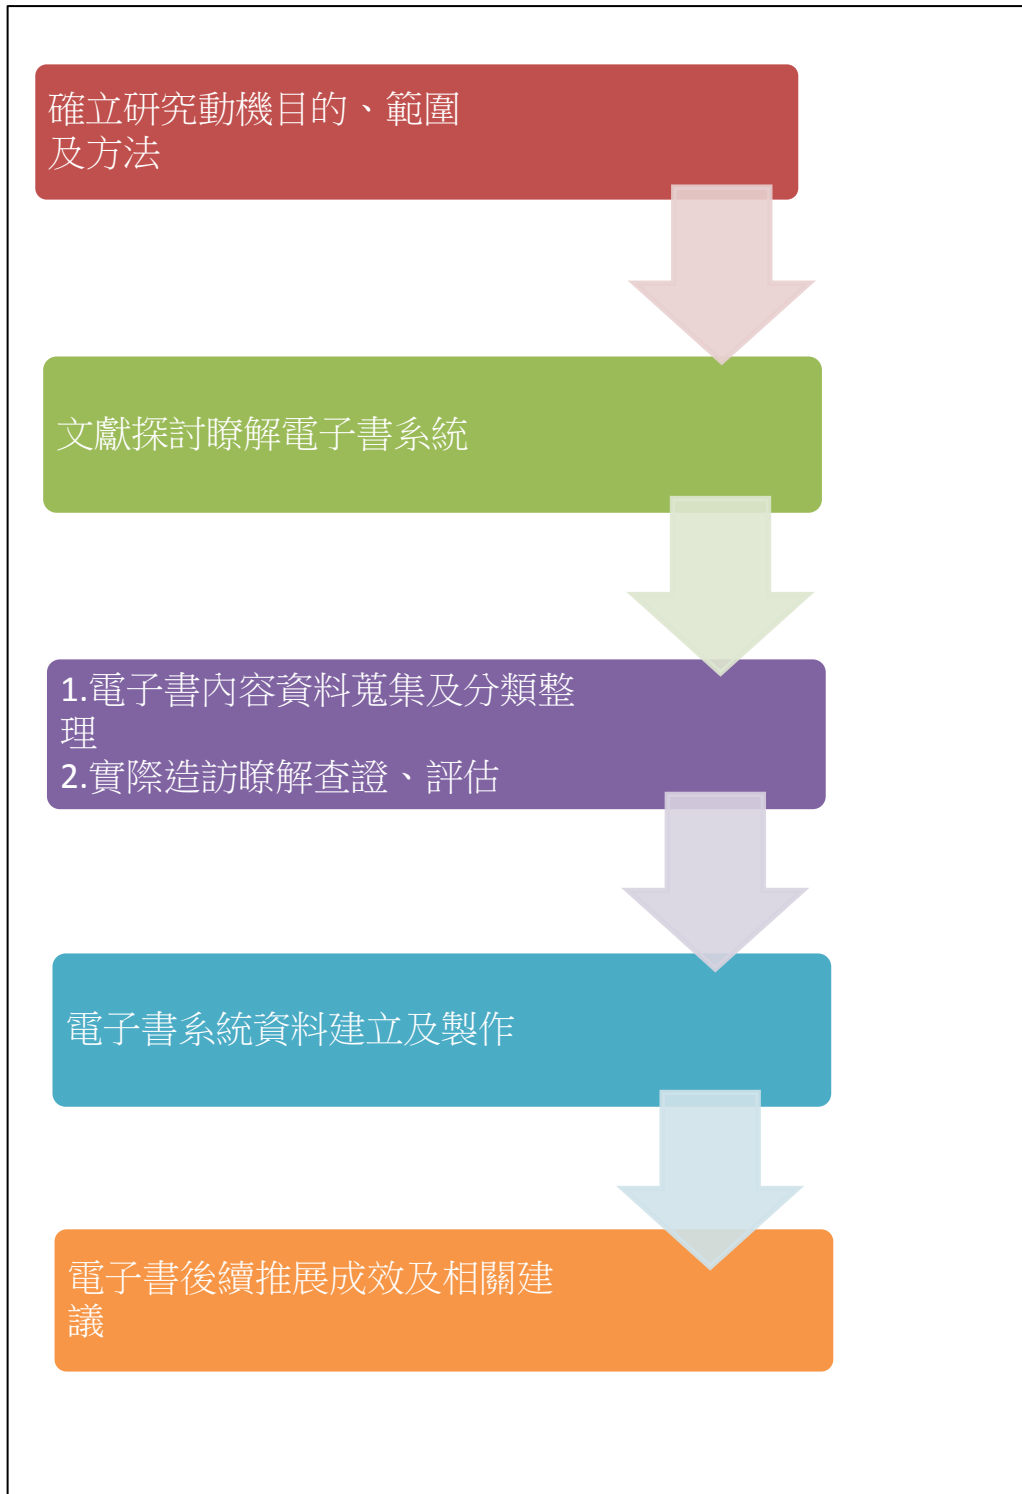 確立研究動機目的、範圍
及方法
文獻探討瞭解電子書系統
1.電子書內容資料蒐集及分類整
理
2.實際造訪瞭解查證、評估
電子書系統資料建立及製作
電子書後續推展成效及相關建
議